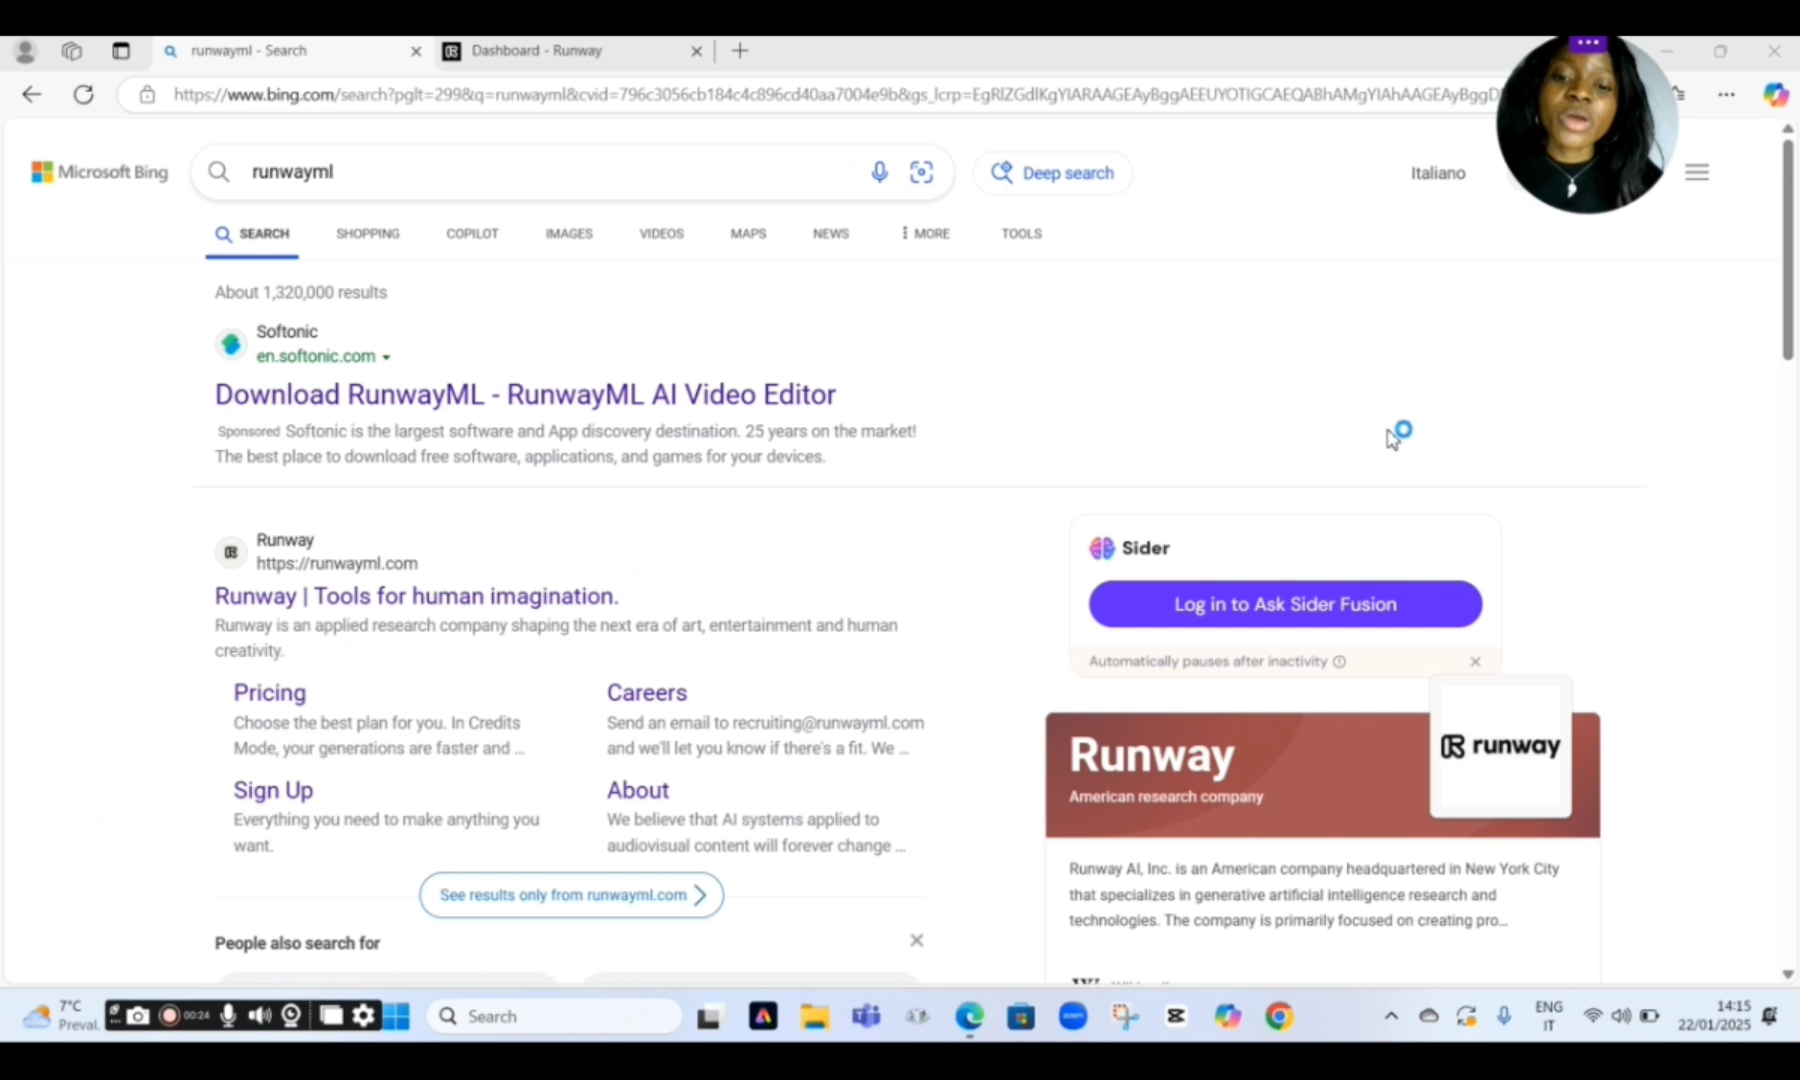 runwayml - Search
Dashboard - Runway
https://www.bing.com/search?pglt=299&q=runwayml&cvid=796c3056cb184c4c896cd40aa7004e9b&gs_lcrp=EgRlZGdlKgYIARAAGEAyBggAEEUYOTIGCAEQABhAMgYIAhAAGEAyBggD
Microsoft Bing
runwayml
Deep search
Italiano
SEARCH
SHOPPING
COPILOT
IMAGES
VIDEOS
MAPS
NEWS
MORE
TOOLS
About 1,320,000 results
Softonic
en.softonic.com
Download RunwayML - RunwayML AI Video Editor
Sponsored Softonic is the largest software and App discovery destination. 25 years on the market!
The best place to download free software, applications, and games for your devices.
Runway
https://runwayml.com
Runway | Tools for human imagination.
Runway is an applied research company shaping the next era of art, entertainment and human
creativity.
Pricing
Choose the best plan for you. In Credits
Mode, your generations are faster and ...
Careers
Send an email to recruiting@runwayml.com
and we'll let you know if there's a fit. We ...
Sign Up
Everything you need to make anything you
want.
About
We believe that AI systems applied to
audiovisual content will forever change ...
See results only from runwayml.com
People also search for
Sider
Log in to Ask Sider Fusion
Automatically pauses after inactivity
Runway
American research company
runway
Runway AI, Inc. is an American company headquartered in New York City
that specializes in generative artificial intelligence research and
technologies. The company is primarily focused on creating pro...
7°C
Preval.
00:24
Search
zoom
ENG
IT
14:15
22/01/2025